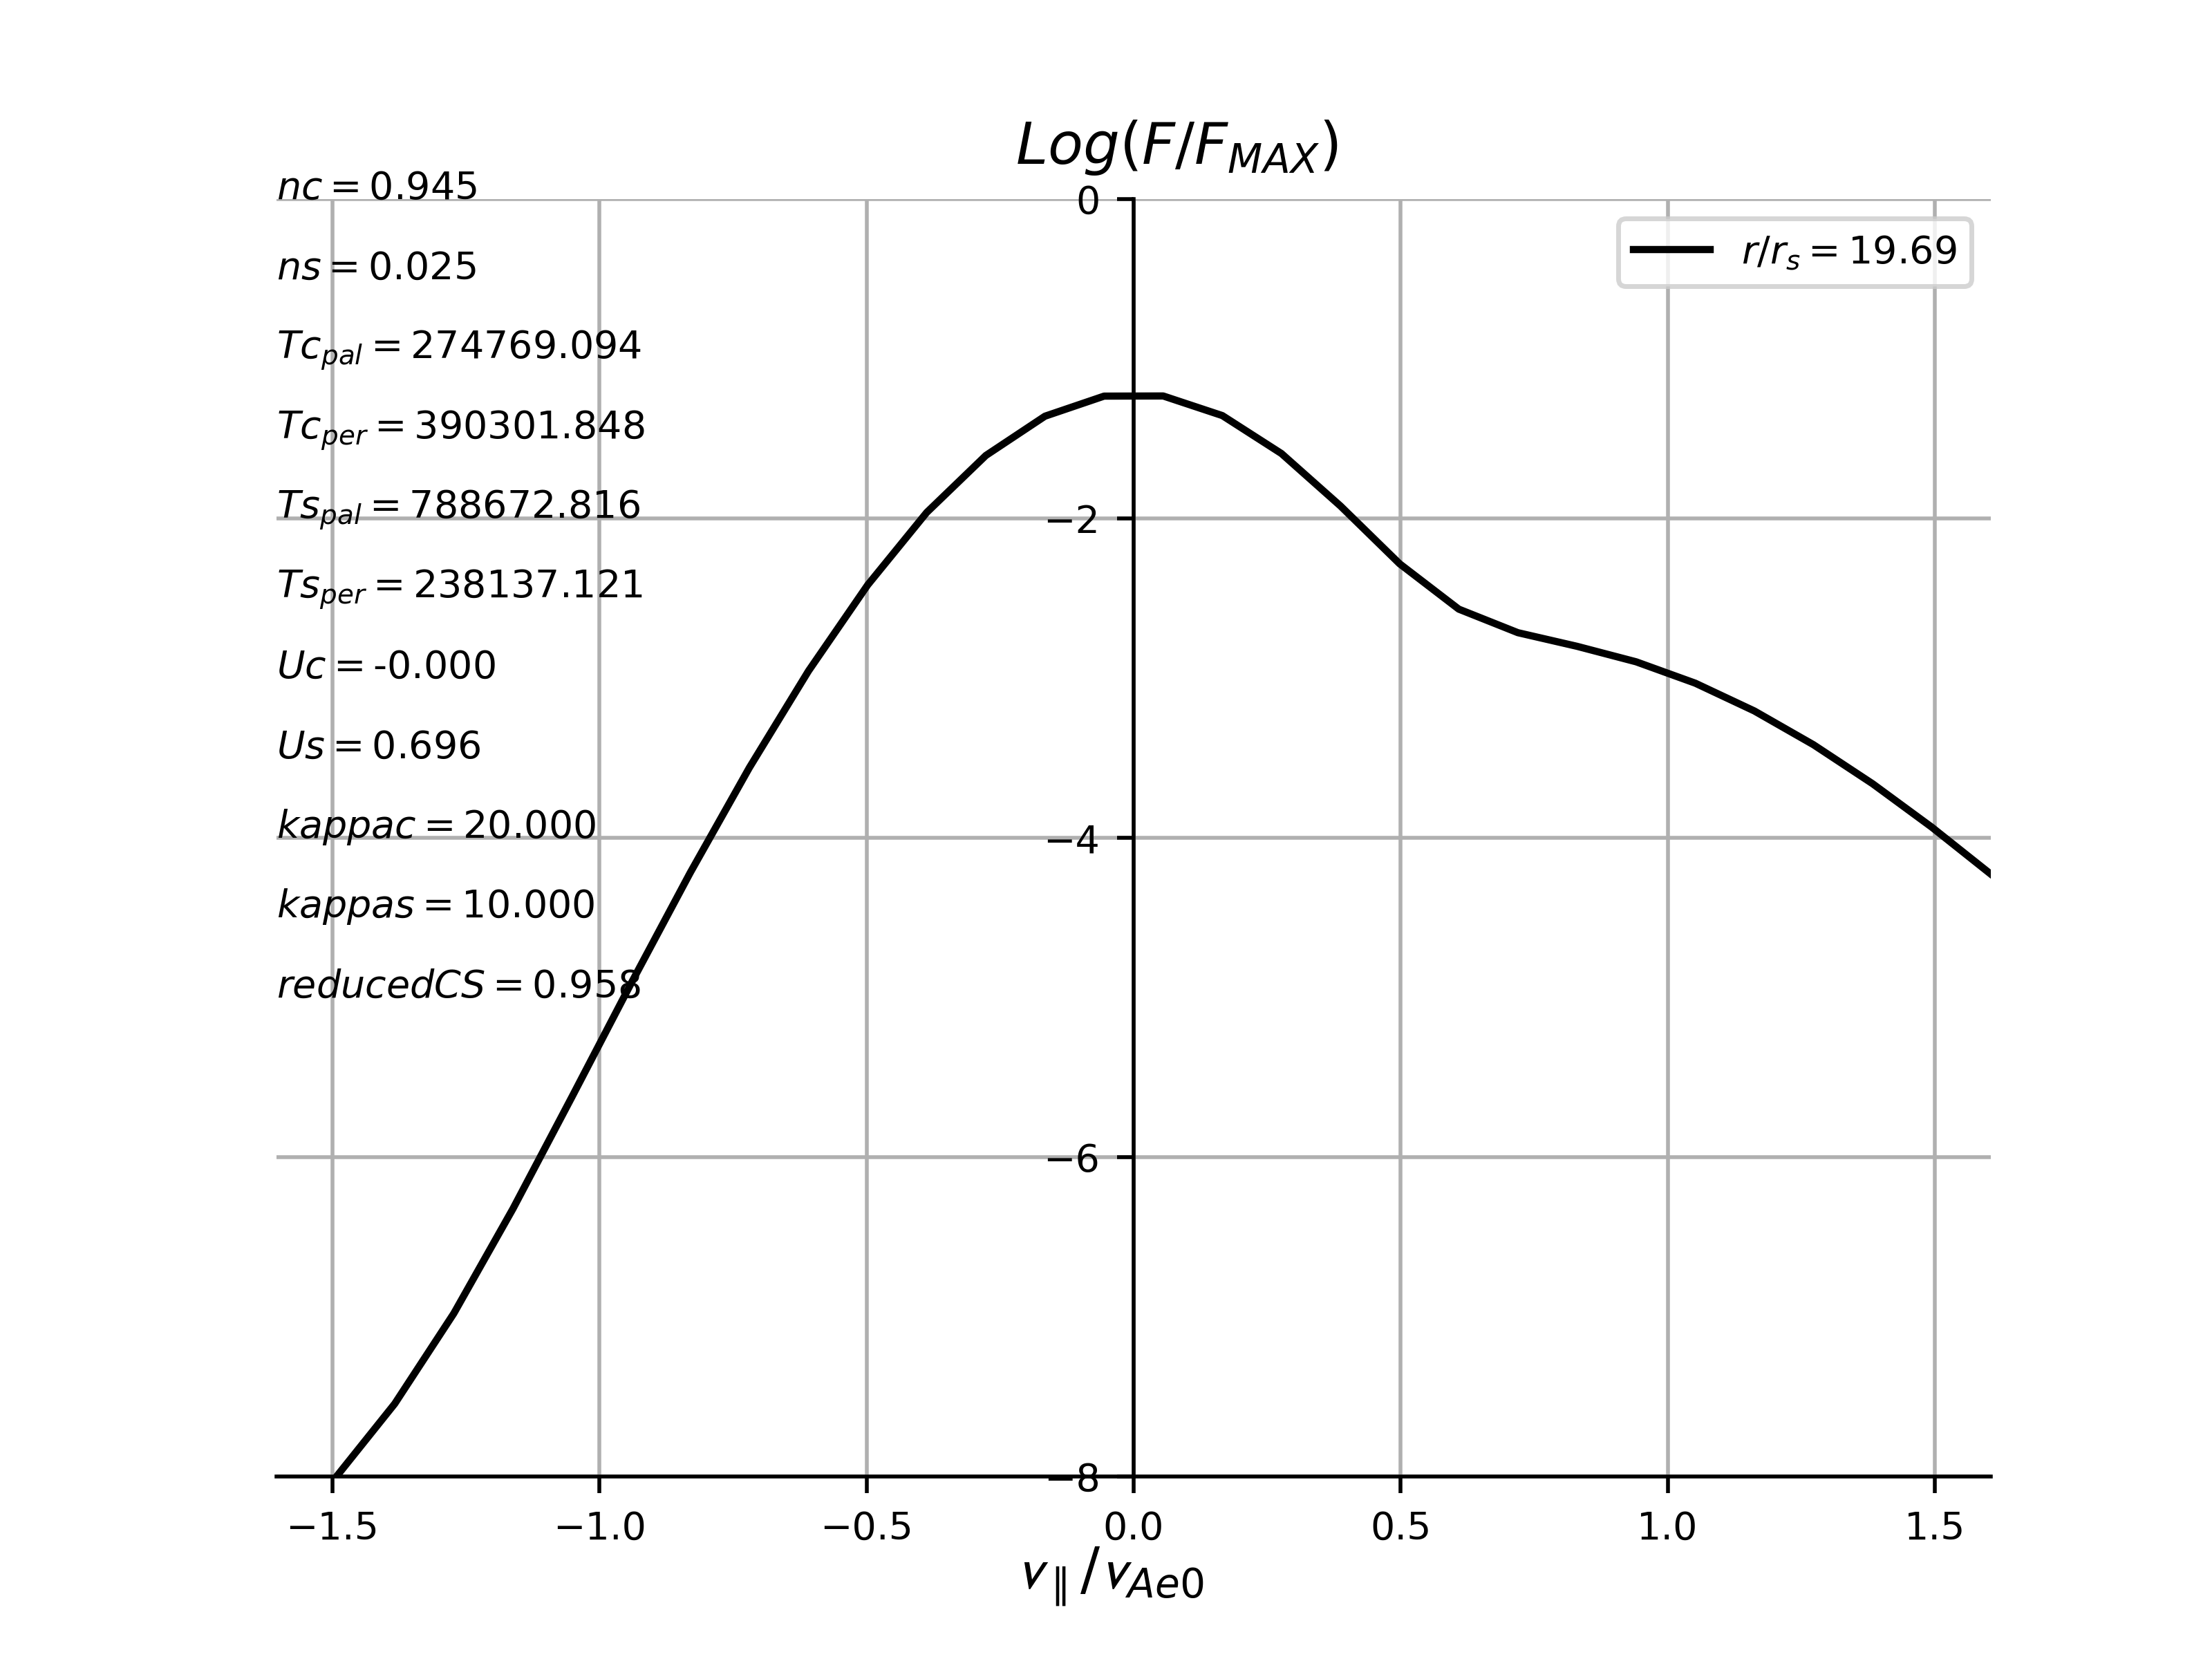 Log(F/F_MAX)
nc = 0.945
ns = 0.025
Tc_pal = 274769.094
Tc_per = 390301.848
Ts_pal = 788672.816
Ts_per = 238137.121
Uc = -0.000
Us = 0.696
kappac = 20.000
kappas = 10.000
reducedCS = 0.958
r/r_s = 19.69
0
−2
−4
−6
−8
−1.5 −1.0 −0.5 0.0 0.5 1.0 1.5
v_∥/v_Ae0